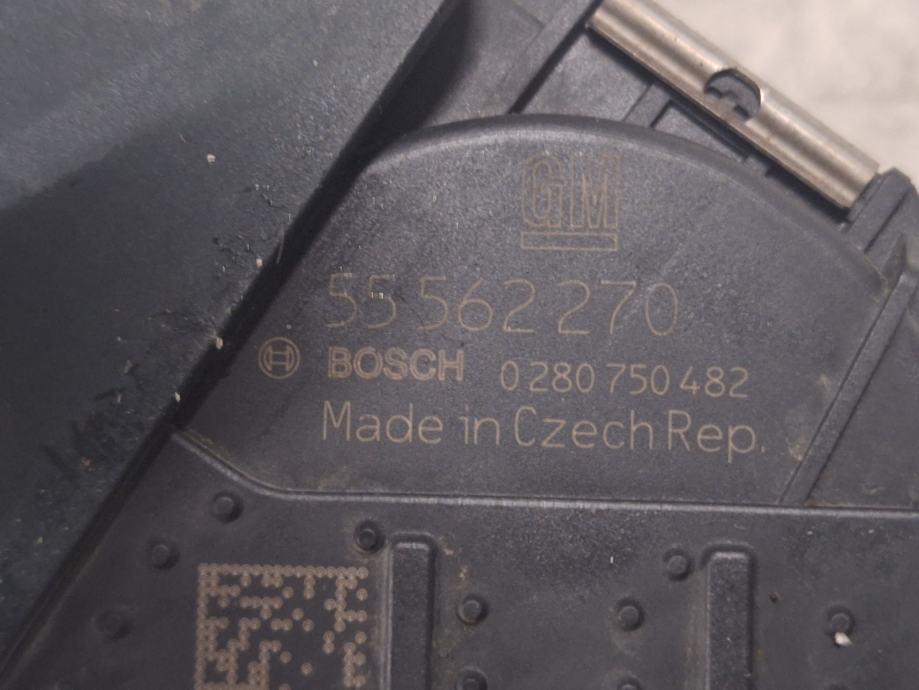 GM
55 562 270
BOSCH 0 280 750 482
Made in Czech Rep.